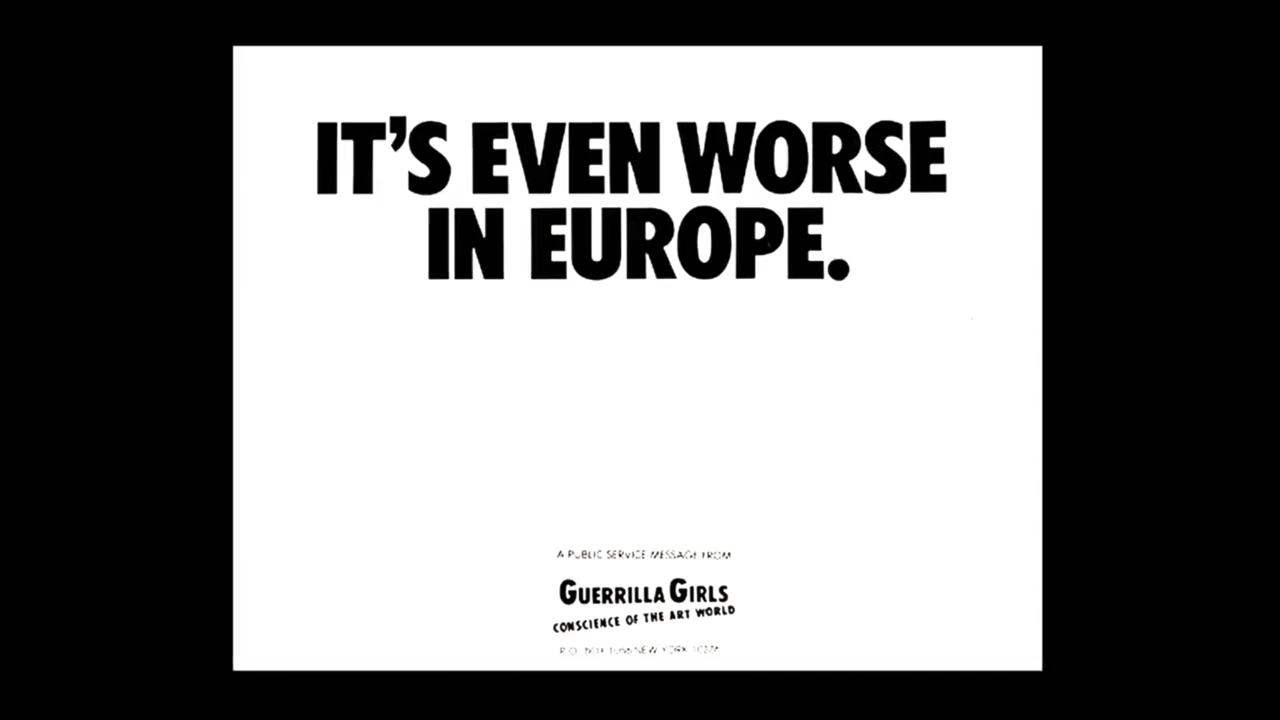 IT'S EVEN WORSE
IN EUROPE.
A PUBLIC SERVICE MESSAGE FROM
GUERRILLA GIRLS
CONSCIENCE OF THE ART WORLD
P.O. NEW YORK